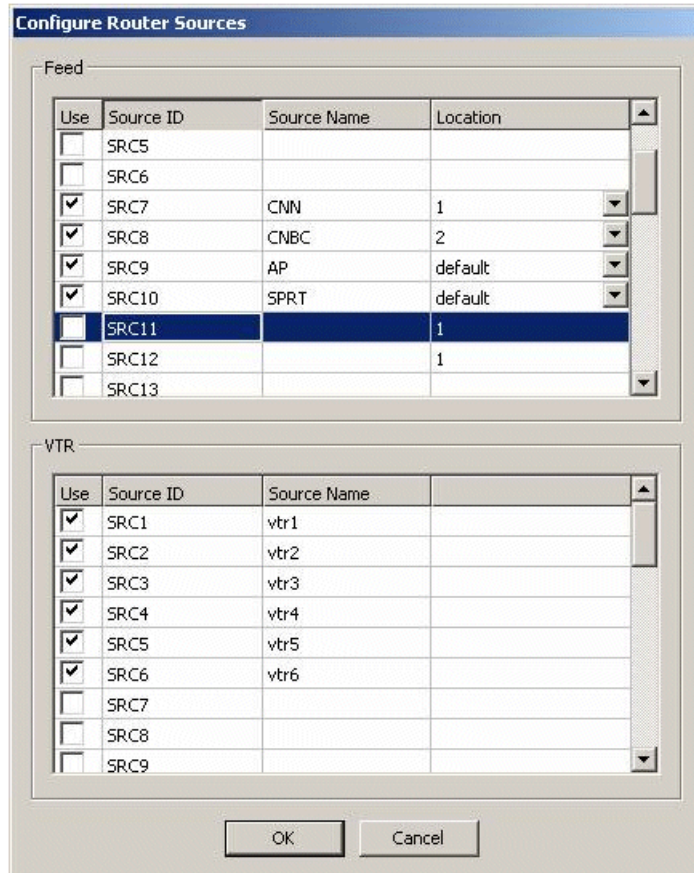 Configure Router Sources
Feed
Use Source ID Source Name Location
SRC5
SRC6
SRC7 CNN 1
SRC8 CNBC 2
SRC9 AP default
SRC10 SPRT default
SRC11 1
SRC12 1
SRC13
VTR
Use Source ID Source Name
SRC1 vtr1
SRC2 vtr2
SRC3 vtr3
SRC4 vtr4
SRC5 vtr5
SRC6 vtr6
SRC7
SRC8
SRC9
OK Cancel